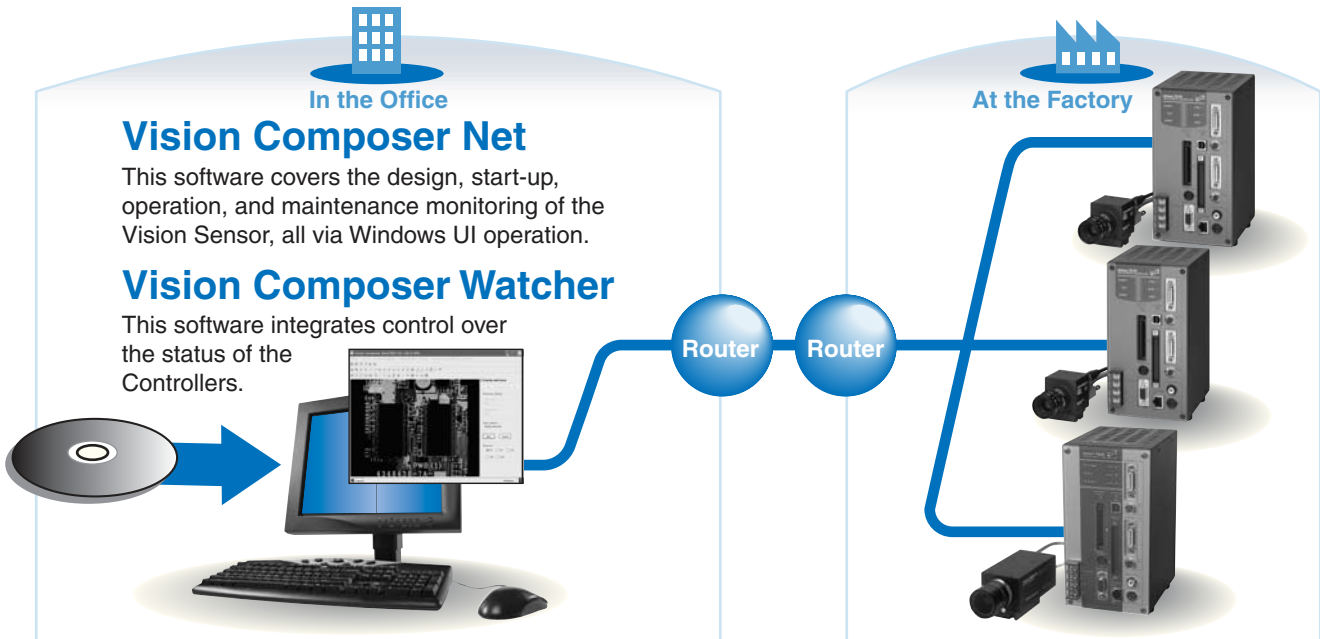 In the Office
At the Factory
Vision Composer Net
This software covers the design, start-up,
operation, and maintenance monitoring of the
Vision Sensor, all via Windows UI operation.
Vision Composer Watcher
This software integrates control over
the status of the
Controllers.
Router
Router